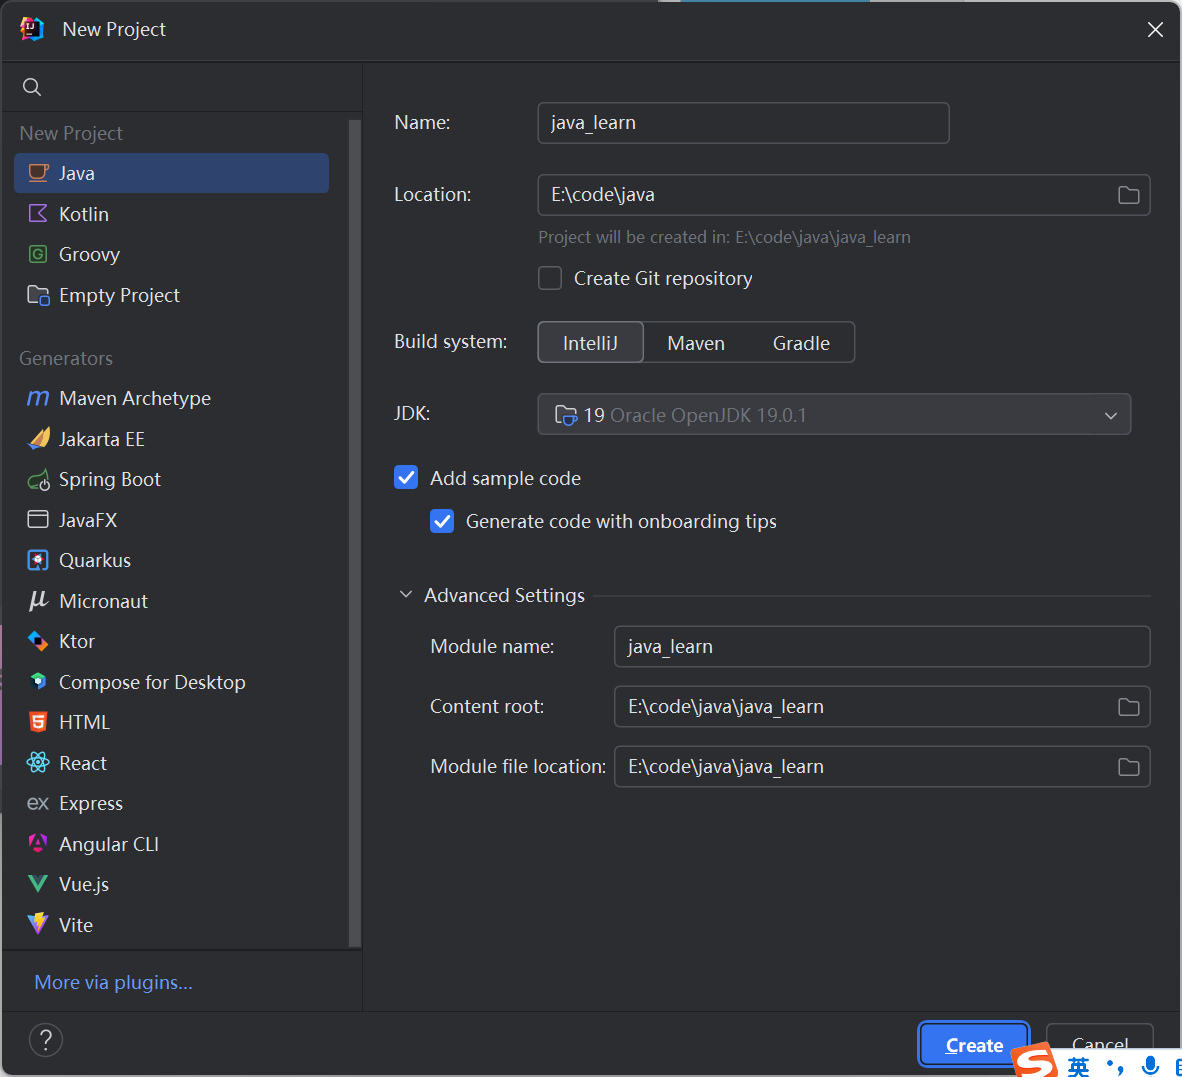 New Project
New Project
Java
Kotlin
Groovy
Empty Project
Generators
Maven Archetype
Jakarta EE
Spring Boot
JavaFX
Quarkus
Micronaut
Ktor
Compose for Desktop
HTML
React
Express
Angular CLI
Vue.js
Vite
More via plugins...
Name: java_learn
Location: E:\code\java
Project will be created in: E:\code\java\java_learn
Create Git repository
Build system: IntelliJ Maven Gradle
JDK: 19 Oracle OpenJDK 19.0.1
Add sample code
Generate code with onboarding tips
Advanced Settings
Module name: java_learn
Content root: E:\code\java\java_learn
Module file location: E:\code\java\java_learn
? Create Cancel
英